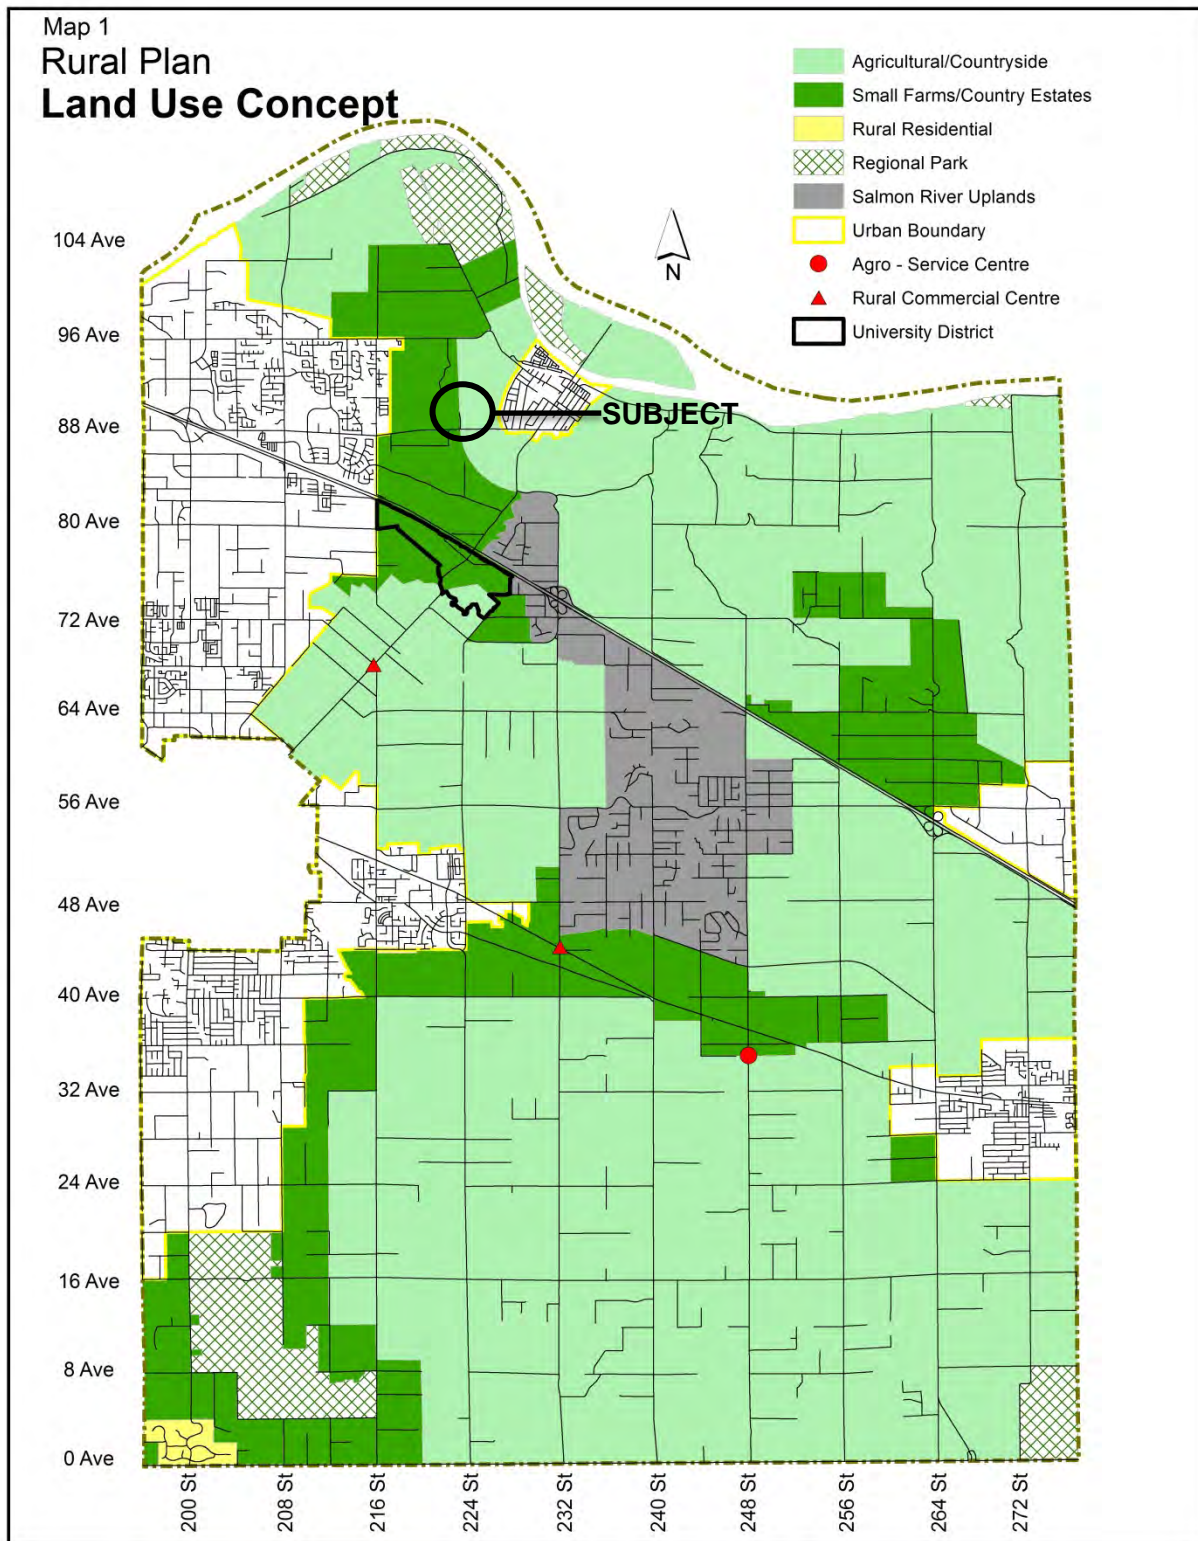 Map 1
Rural Plan
Land Use Concept
Agricultural/Countryside
Small Farms/Country Estates
Rural Residential
Regional Park
Salmon River Uplands
Urban Boundary
Agro - Service Centre
Rural Commercial Centre
University District
N
SUBJECT
104 Ave
96 Ave
88 Ave
80 Ave
72 Ave
64 Ave
56 Ave
48 Ave
40 Ave
32 Ave
24 Ave
16 Ave
8 Ave
0 Ave
200 St
208 St
216 St
224 St
232 St
240 St
248 St
256 St
264 St
272 St